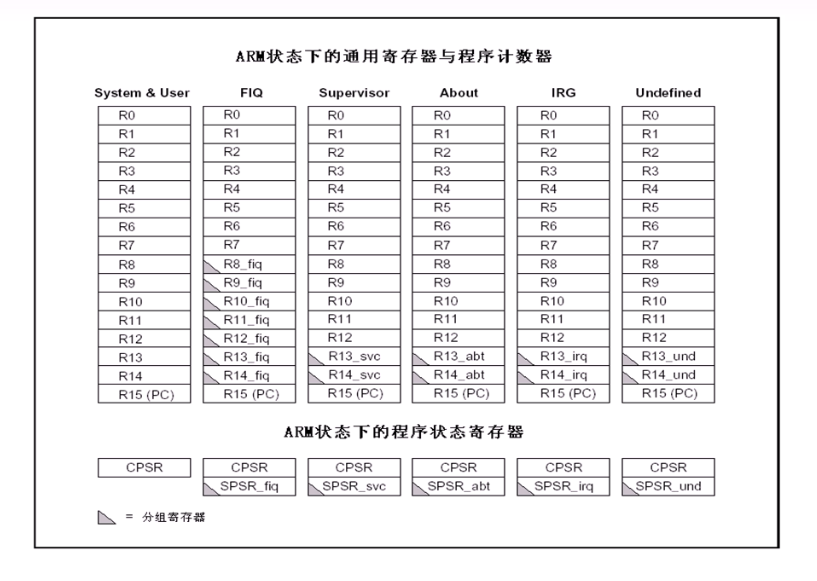 ARM状态下的通用寄存器与程序计数器
System & User FIQ Supervisor About IRG Undefined
R0 R0 R0 R0 R0 R0
R1 R1 R1 R1 R1 R1
R2 R2 R2 R2 R2 R2
R3 R3 R3 R3 R3 R3
R4 R4 R4 R4 R4 R4
R5 R5 R5 R5 R5 R5
R6 R6 R6 R6 R6 R6
R7 R7 R7 R7 R7 R7
R8 R8_fiq R8 R8 R8 R8
R9 R9_fiq R9 R9 R9 R9
R10 R10_fiq R10 R10 R10 R10
R11 R11_fiq R11 R11 R11 R11
R12 R12_fiq R12 R12 R12 R12
R13 R13_fiq R13_svc R13_abt R13_irq R13_und
R14 R14_fiq R14_svc R14_abt R14_irq R14_und
R15 (PC) R15 (PC) R15 (PC) R15 (PC) R15 (PC) R15 (PC)
ARM状态下的程序状态寄存器
CPSR CPSR CPSR CPSR CPSR CPSR
SPSR_fiq SPSR_svc SPSR_abt SPSR_irq SPSR_und
= 分组寄存器